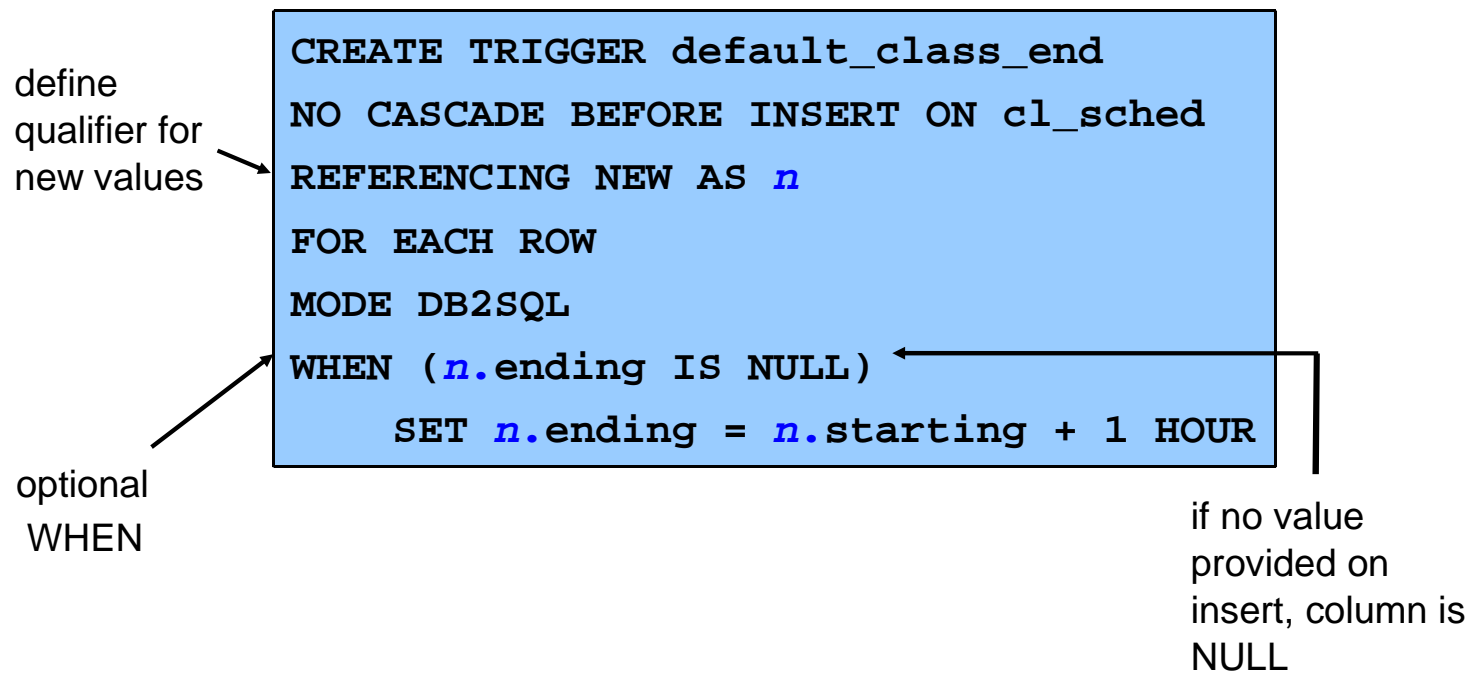 CREATE TRIGGER default_class_end
NO CASCADE BEFORE INSERT ON cl_sched
REFERENCING NEW AS n
FOR EACH ROW
MODE DB2SQL
WHEN (n.ending IS NULL)
SET n.ending = n.starting + 1 HOUR
define
qualifier for
new values
optional
WHEN
if no value
provided on
insert, column is
NULL